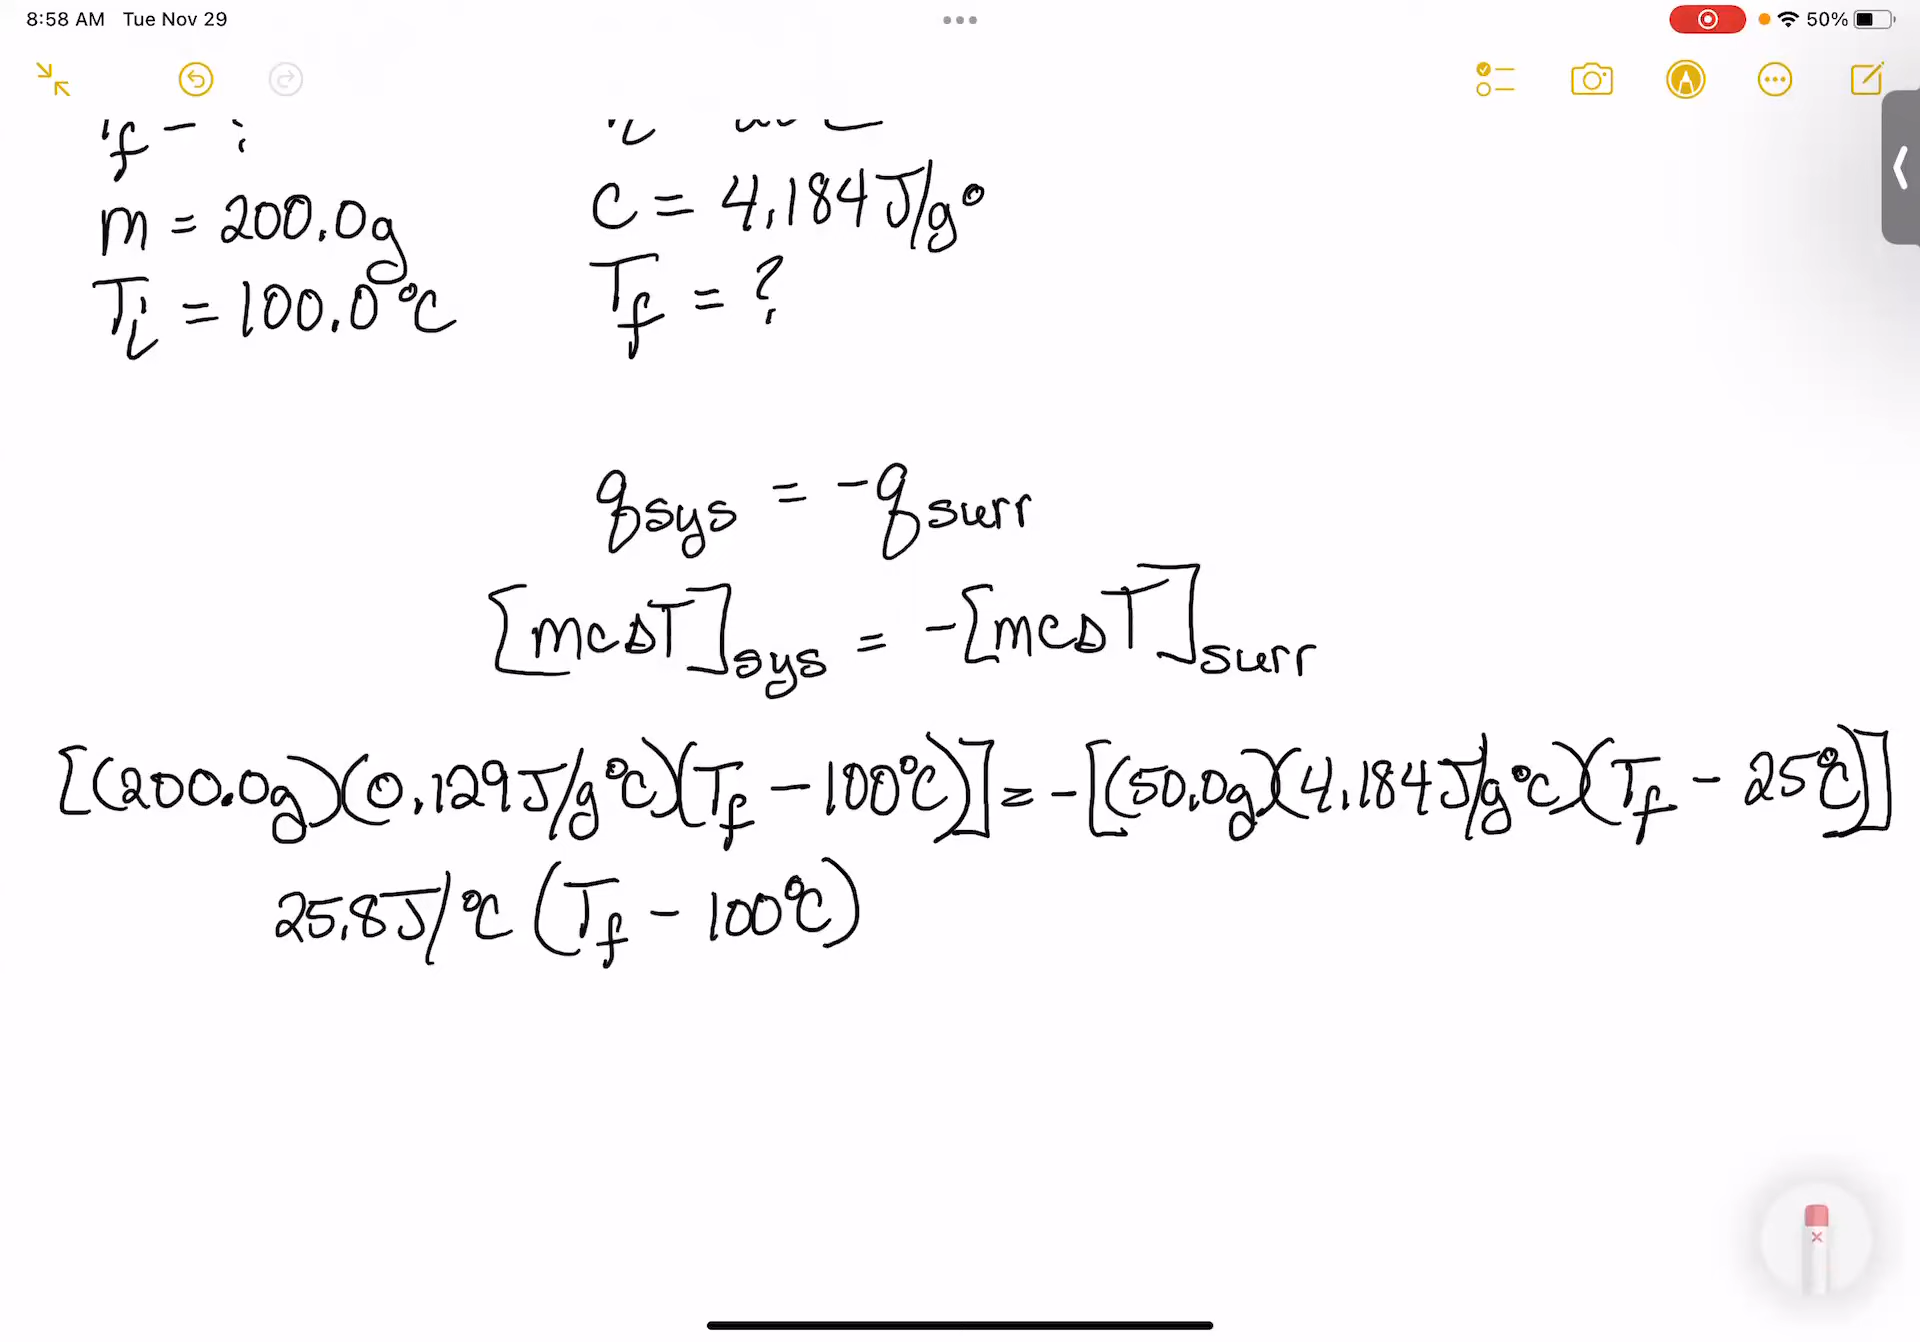 8:58 AM Tue Nov 29
50%
m = 200.0g
Ti = 100.0°C
c = 4.184 J/g°
Tf = ?
qsys = -qsurr
[mcΔT]sys = -[mcΔT]surr
[(200.0g)(0.129 J/g°C)(Tf - 100°C)] = -[(50.0g)(4.184 J/g°C)(Tf - 25°C)]
25.8 J/°C (Tf - 100°C)